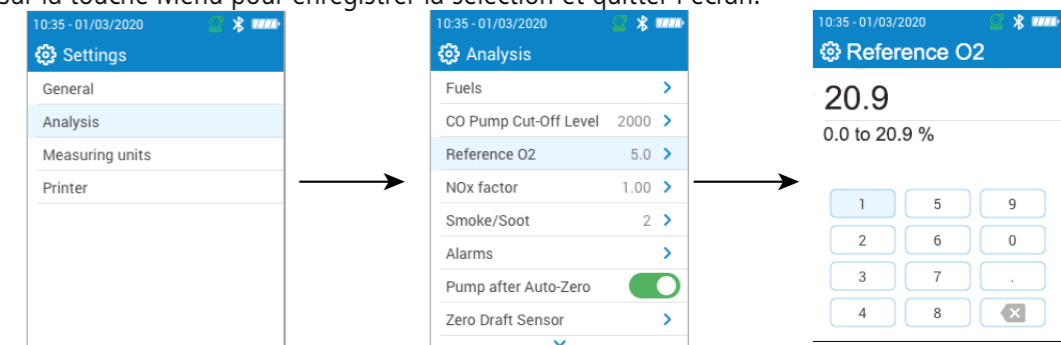 sur la touche Menu pour enregistrer la sélection et quitter l'écran.
10:35 - 01/03/2020
Settings
General
Analysis
Measuring units
Printer
10:35 - 01/03/2020
Analysis
Fuels
CO Pump Cut-Off Level 2000
Reference O2 5.0
NOx factor 1.00
Smoke/Soot 2
Alarms
Pump after Auto-Zero
Zero Draft Sensor
10:35 - 01/03/2020
Reference O2
20.9
0.0 to 20.9 %
1 5 9
2 6 0
3 7 .
4 8